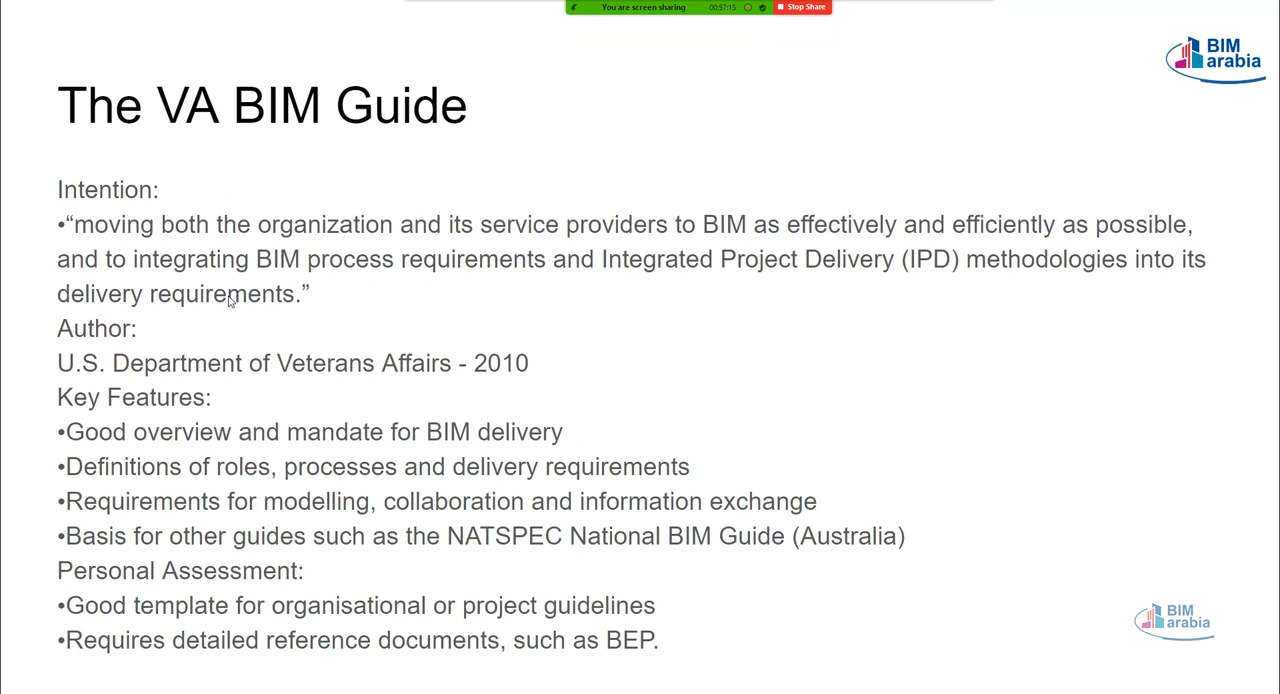 You are screen sharing 00:57:15 Stop Share
BIM
arabia
The VA BIM Guide
Intention:
•“moving both the organization and its service providers to BIM as effectively and efficiently as possible,
and to integrating BIM process requirements and Integrated Project Delivery (IPD) methodologies into its
delivery requirements.”
Author:
U.S. Department of Veterans Affairs - 2010
Key Features:
•Good overview and mandate for BIM delivery
•Definitions of roles, processes and delivery requirements
•Requirements for modelling, collaboration and information exchange
•Basis for other guides such as the NATSPEC National BIM Guide (Australia)
Personal Assessment:
•Good template for organisational or project guidelines
•Requires detailed reference documents, such as BEP.
BIM
arabia